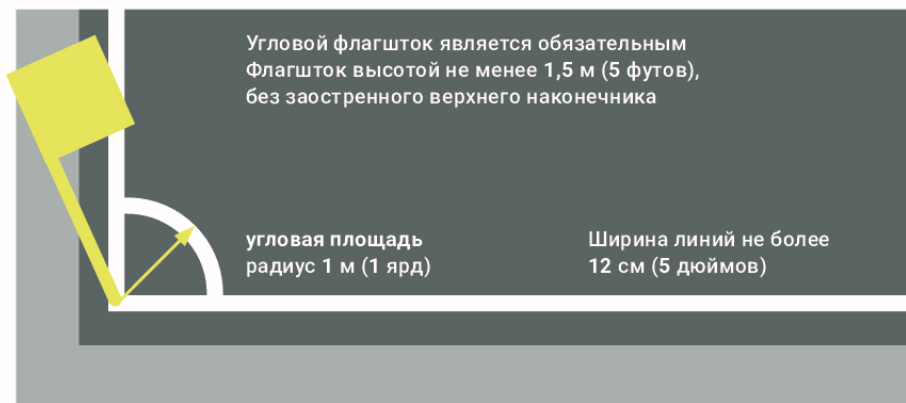 Угловой флагшток является обязательным
Флагшток высотой не менее 1,5 м (5 футов),
без заостренного верхнего наконечника
угловая площадь
радиус 1 м (1 ярд)
Ширина линий не более
12 см (5 дюймов)